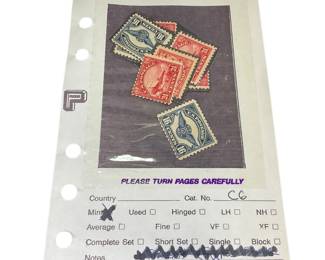 P
PLEASE TURN PAGES CAREFULLY
Country Cat. No. C6
Mint Used ☐ Hinged ☐ LH ☐ NH ☐
Average ☐ Fine ☐ VF ☐ XF ☐
Complete Set ☐ Short Set ☐ Single ☐ Block ☐
Notes